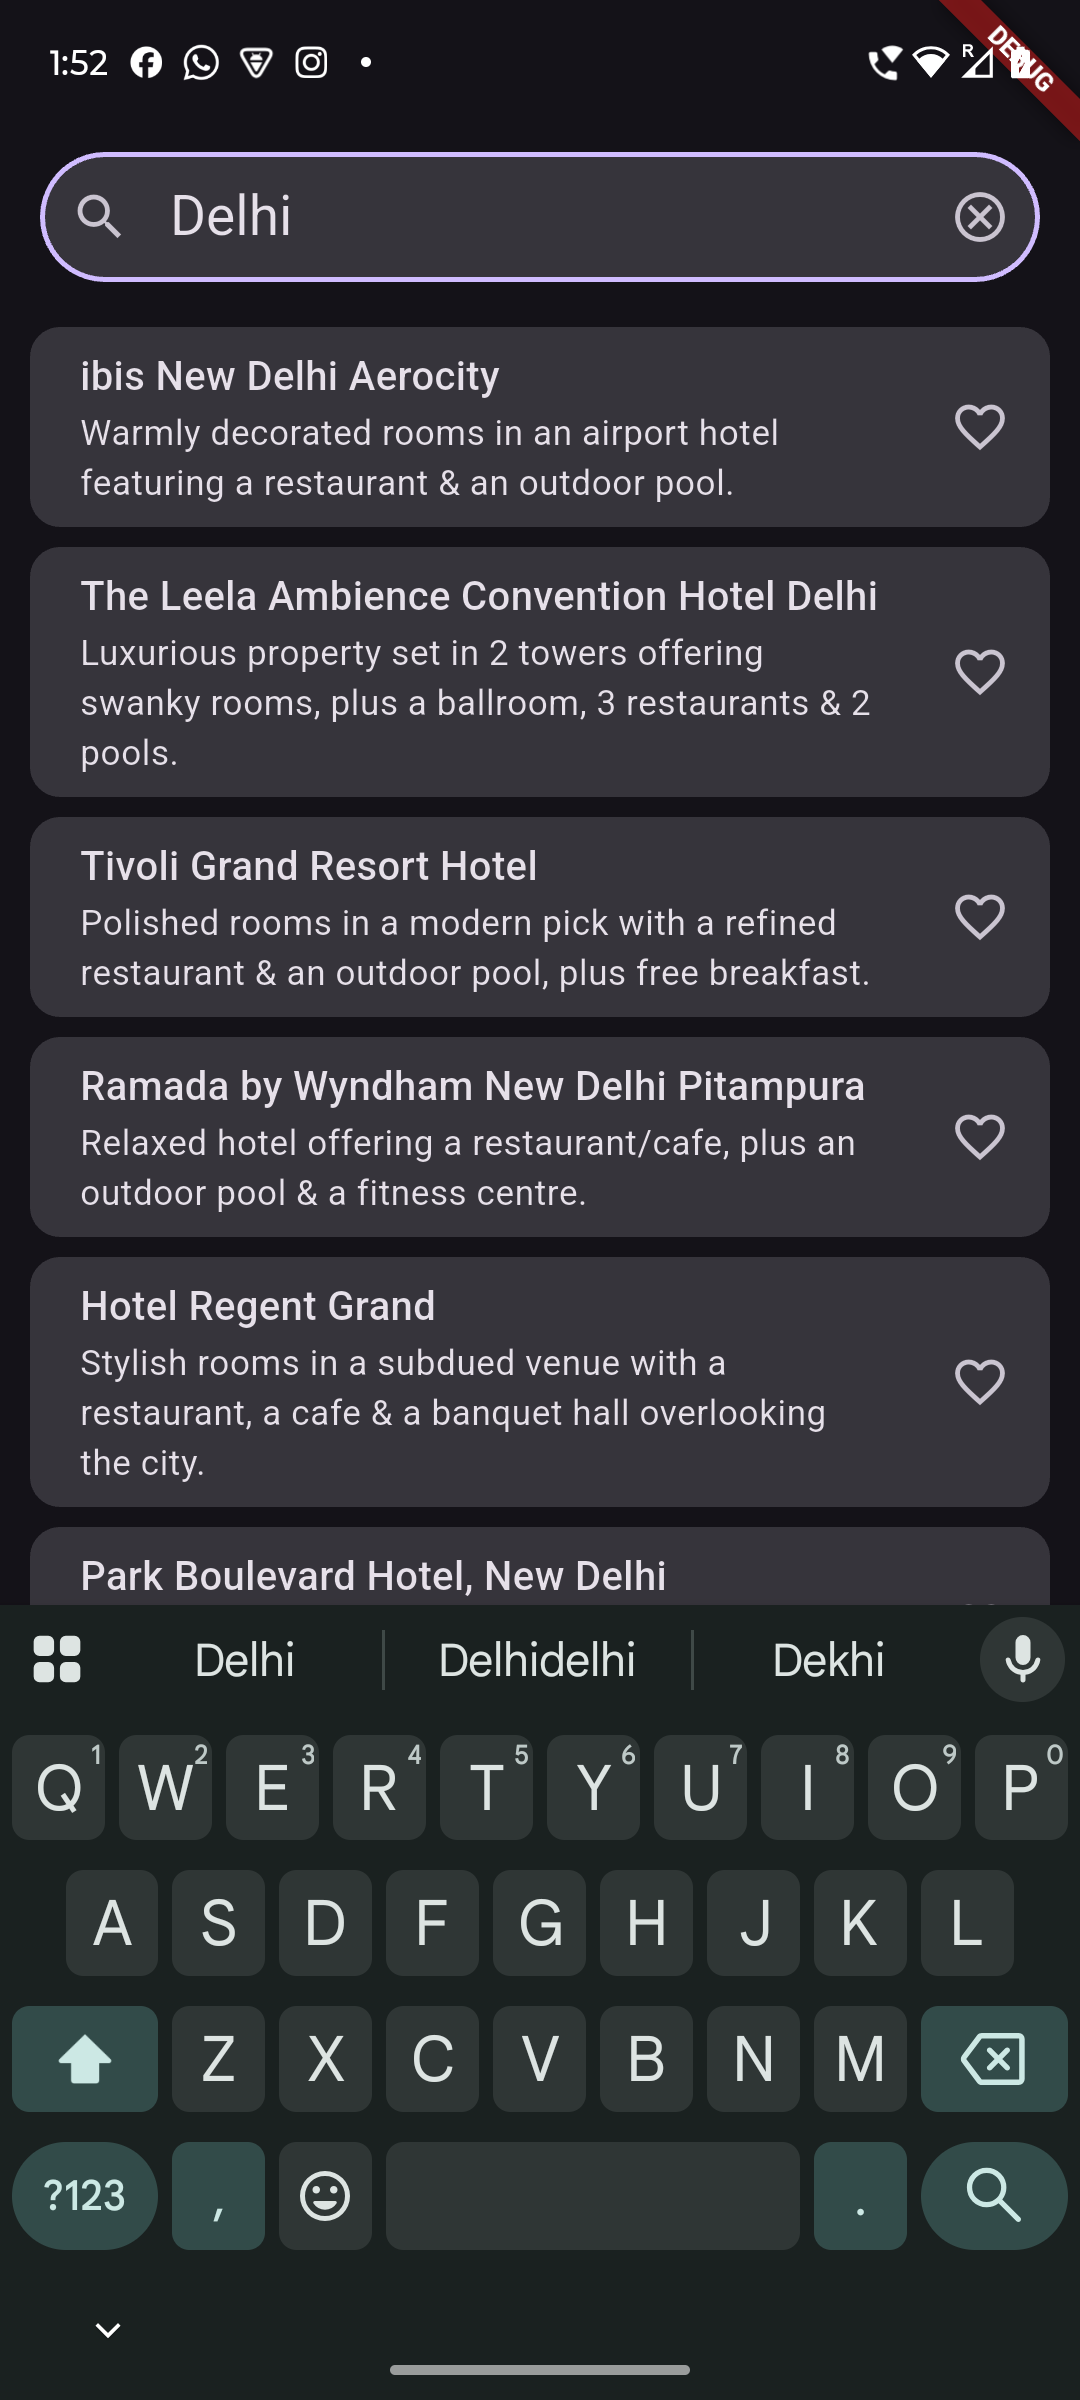 1:52
R
DEBUG
Delhi
ibis New Delhi Aerocity
Warmly decorated rooms in an airport hotel
featuring a restaurant & an outdoor pool.
The Leela Ambience Convention Hotel Delhi
Luxurious property set in 2 towers offering
swanky rooms, plus a ballroom, 3 restaurants & 2
pools.
Tivoli Grand Resort Hotel
Polished rooms in a modern pick with a refined
restaurant & an outdoor pool, plus free breakfast.
Ramada by Wyndham New Delhi Pitampura
Relaxed hotel offering a restaurant/cafe, plus an
outdoor pool & a fitness centre.
Hotel Regent Grand
Stylish rooms in a subdued venue with a
restaurant, a cafe & a banquet hall overlooking
the city.
Park Boulevard Hotel, New Delhi
Delhi Delhidelhi Dekhi
Q 1 W 2 E 3 R 4 T 5 Y 6 U 7 I 8 O 9 P 0
A S D F G H J K L
Z X C V B N M
?123 , .